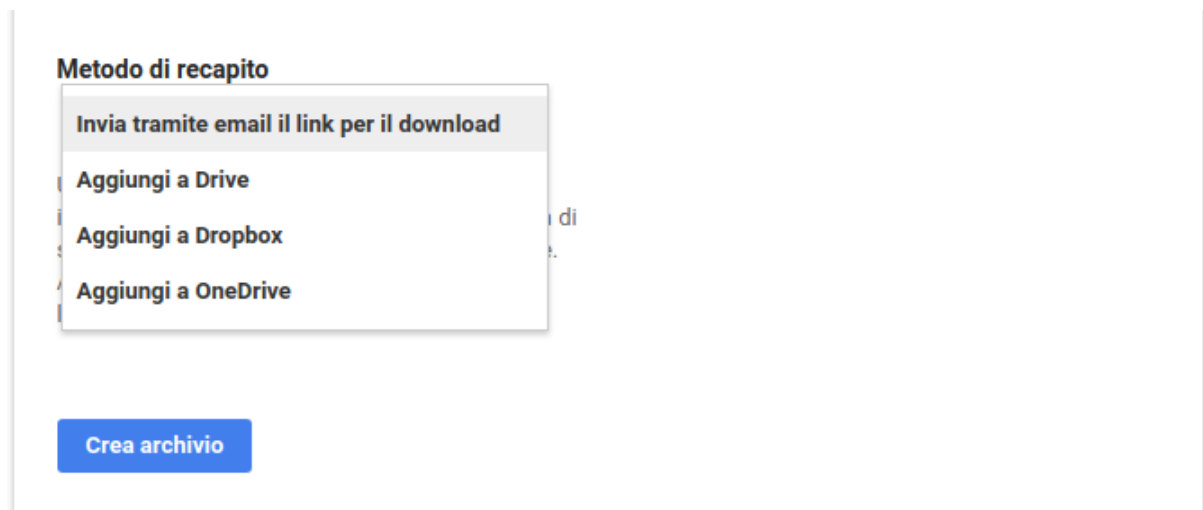 Metodo di recapito
Invia tramite email il link per il download
Aggiungi a Drive
di
Aggiungi a Dropbox
Aggiungi a OneDrive
Crea archivio